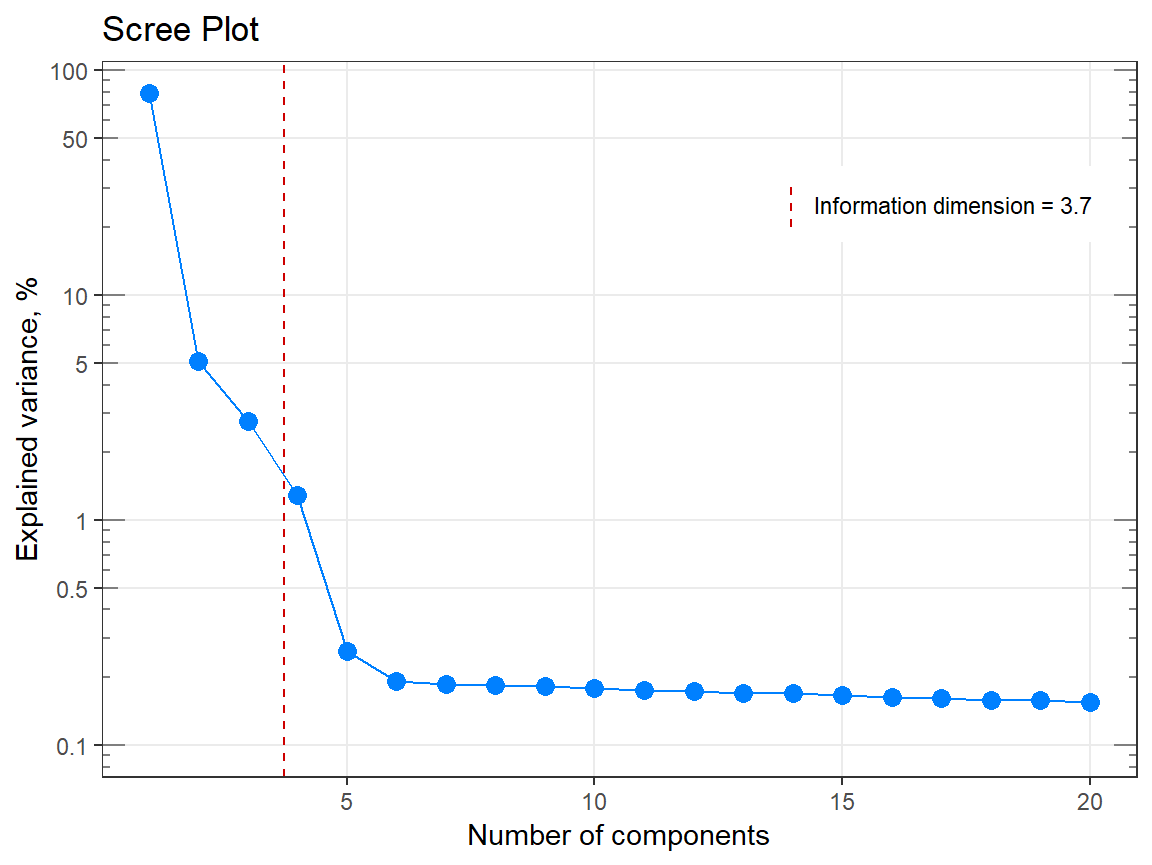 Scree Plot
Explained variance, %
100
50
10
5
1
0.5
0.1
Information dimension = 3.7
5
10
15
20
Number of components